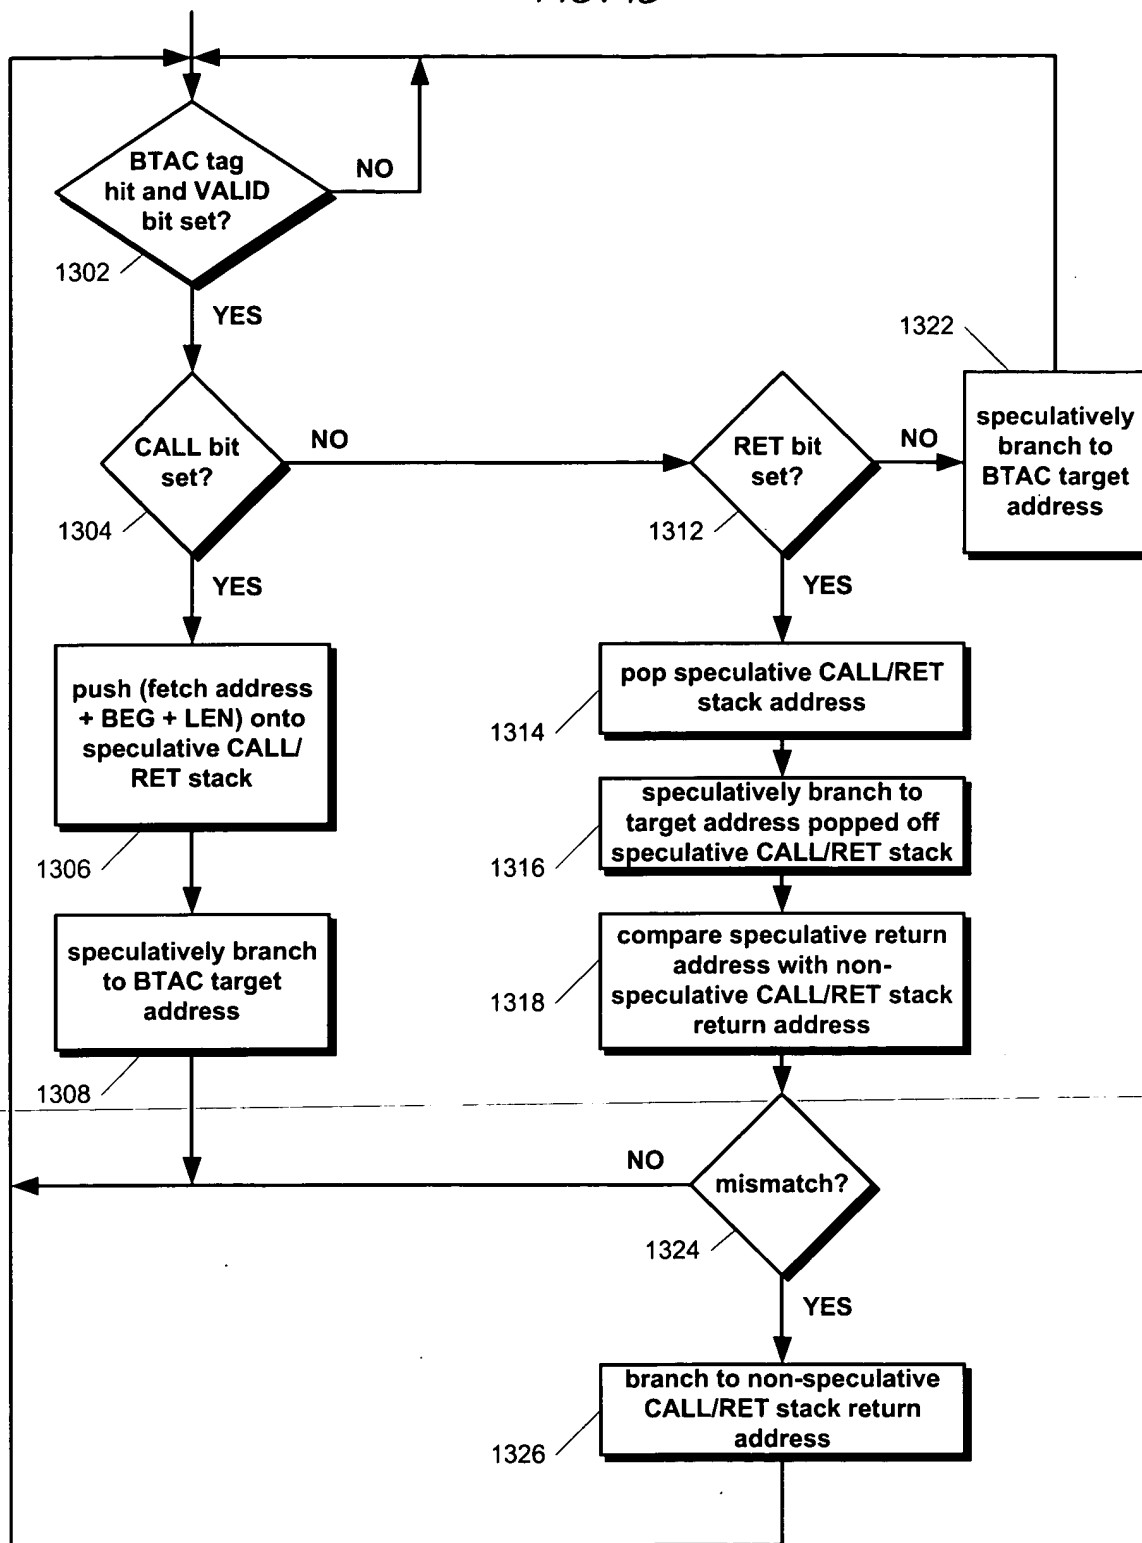 BTAC tag
hit and VALID
bit set?
NO
1302
YES
1322
CALL bit
set?
NO
RET bit
set?
NO
speculatively
branch to
BTAC target
address
1304
1312
YES
YES
push (fetch address
+ BEG + LEN) onto
speculative CALL/
RET stack
pop speculative CALL/RET
stack address
1314
speculatively branch to
target address popped off
speculative CALL/RET stack
1306
1316
speculatively branch
to BTAC target
address
compare speculative return
address with non-
speculative CALL/RET stack
return address
1318
1308
NO
mismatch?
1324
YES
branch to non-speculative
CALL/RET stack return
address
1326